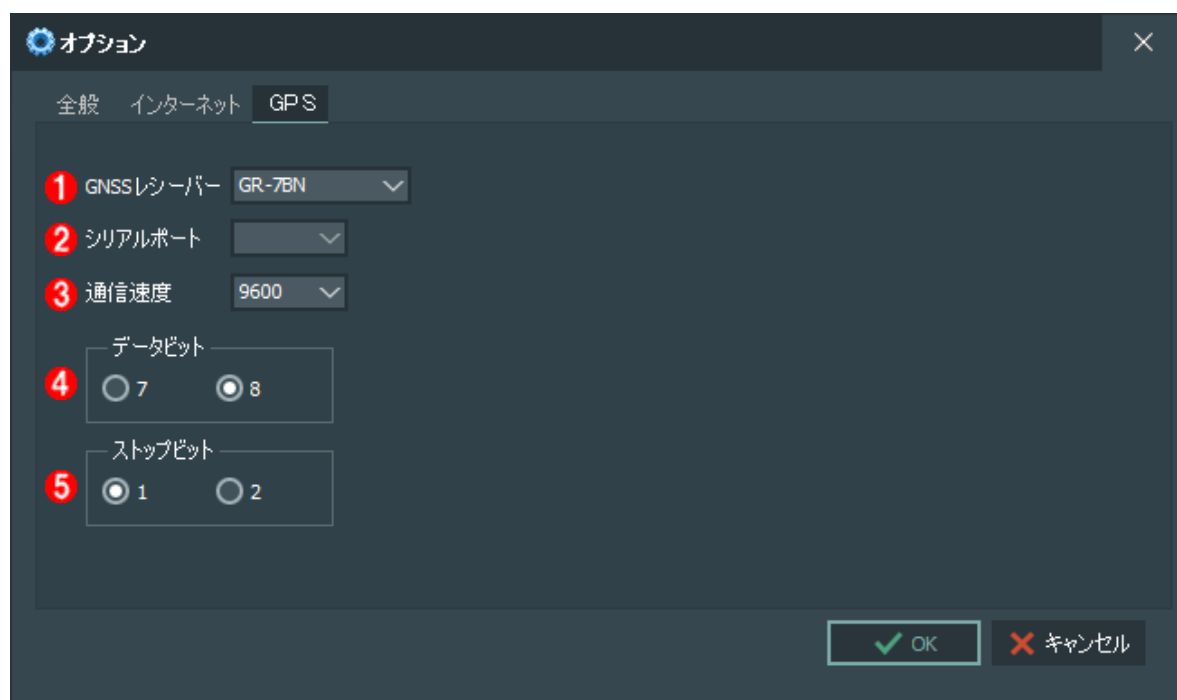 オプション
全般 インターネット GPS
1 GNSSレシーバー GR-7BN
2 シリアルポート
3 通信速度 9600
データビット
4 7 8
ストップビット
5 1 2
OK キャンセル